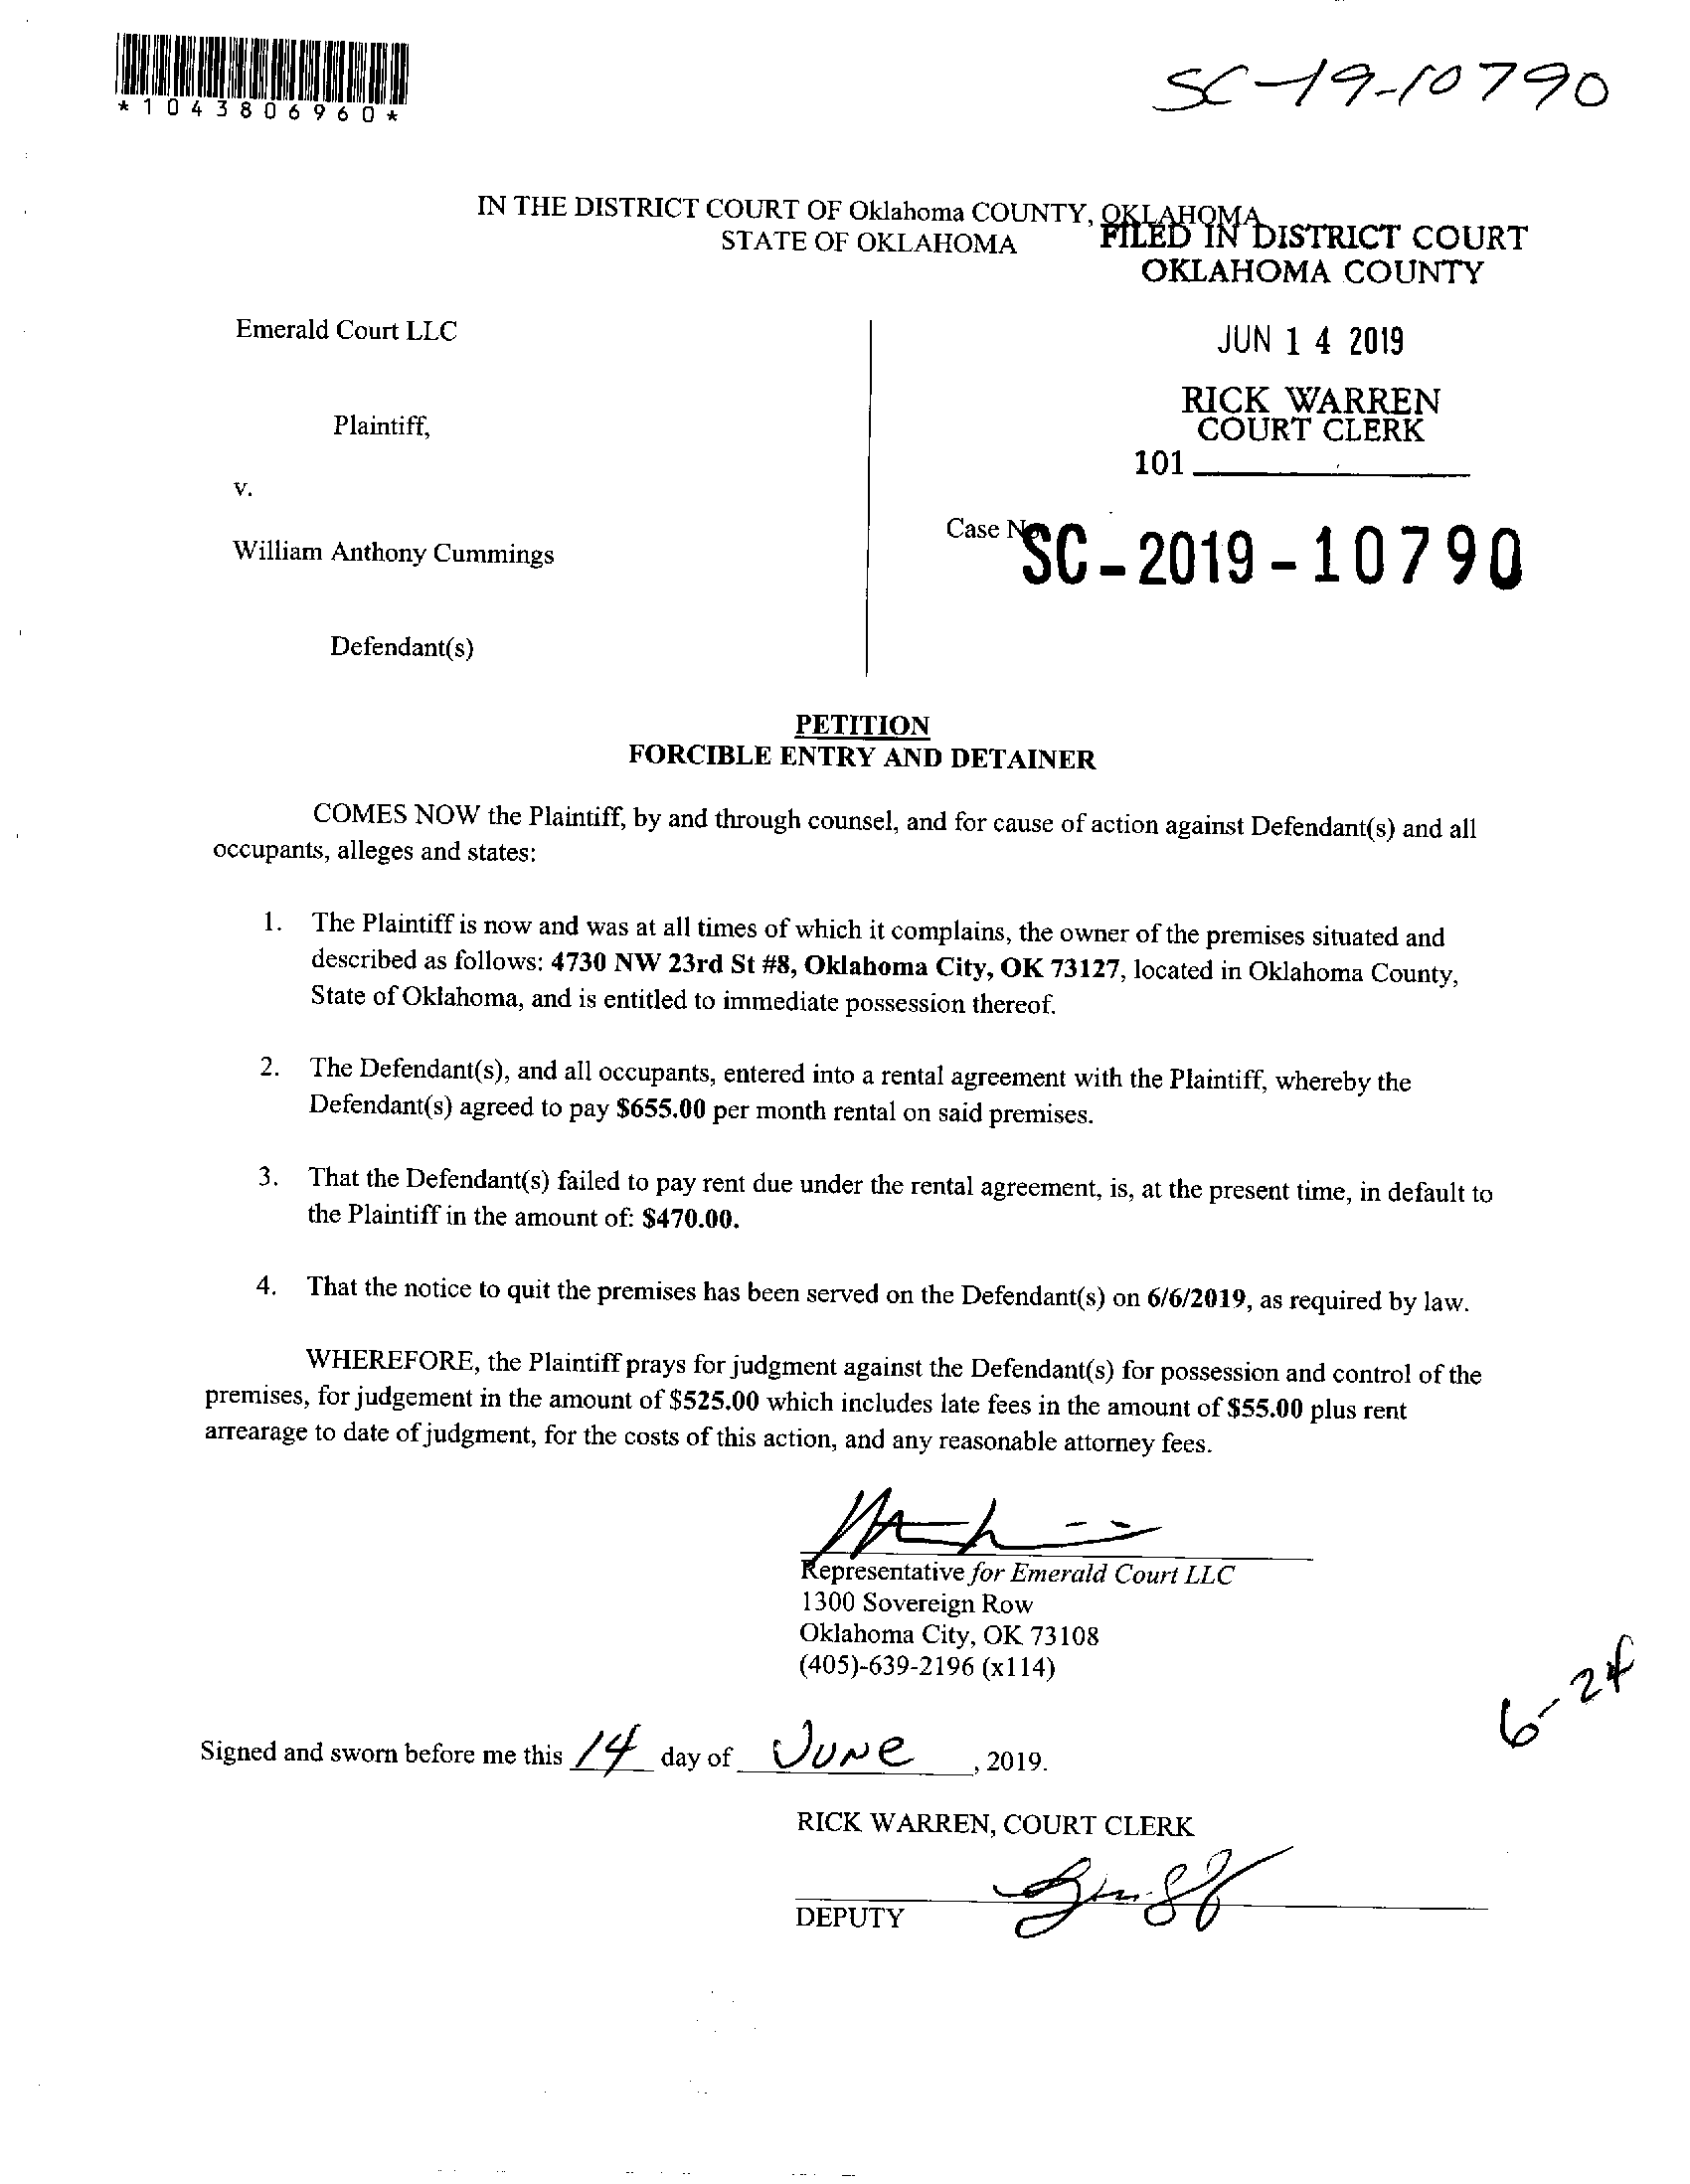 *1043806960*
SC-19-10790
IN THE DISTRICT COURT OF Oklahoma COUNTY, OKLAHOMA
STATE OF OKLAHOMA
FILED IN DISTRICT COURT
OKLAHOMA COUNTY
JUN 14 2019
RICK WARREN
COURT CLERK
101
Emerald Court LLC
Plaintiff,
v.
William Anthony Cummings
Defendant(s)
Case No.
SC-2019-10790
PETITION
FORCIBLE ENTRY AND DETAINER
COMES NOW the Plaintiff, by and through counsel, and for cause of action against Defendant(s) and all
occupants, alleges and states:
1. The Plaintiff is now and was at all times of which it complains, the owner of the premises situated and
described as follows: 4730 NW 23rd St #8, Oklahoma City, OK 73127, located in Oklahoma County,
State of Oklahoma, and is entitled to immediate possession thereof.
2. The Defendant(s), and all occupants, entered into a rental agreement with the Plaintiff, whereby the
Defendant(s) agreed to pay $655.00 per month rental on said premises.
3. That the Defendant(s) failed to pay rent due under the rental agreement, is, at the present time, in default to
the Plaintiff in the amount of: $470.00.
4. That the notice to quit the premises has been served on the Defendant(s) on 6/6/2019, as required by law.
WHEREFORE, the Plaintiff prays for judgment against the Defendant(s) for possession and control of the
premises, for judgement in the amount of $525.00 which includes late fees in the amount of $55.00 plus rent
arrearage to date of judgment, for the costs of this action, and any reasonable attorney fees.
Representative for Emerald Court LLC
1300 Sovereign Row
Oklahoma City, OK 73108
(405)-639-2196 (x114)
Signed and sworn before me this 14 day of June, 2019.
RICK WARREN, COURT CLERK
DEPUTY